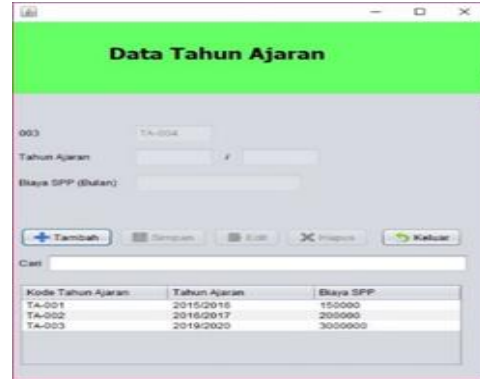 Data Tahun Ajaran
003 TA-004
Tahun Ajaran /
Biaya SPP (Bulan)
Tambah Simpan Edit Hapus Keluar
Cari
Kode Tahun Ajaran Tahun Ajaran Biaya SPP
TA-001 2015/2016 150000
TA-002 2016/2017 200000
TA-003 2019/2020 3000000